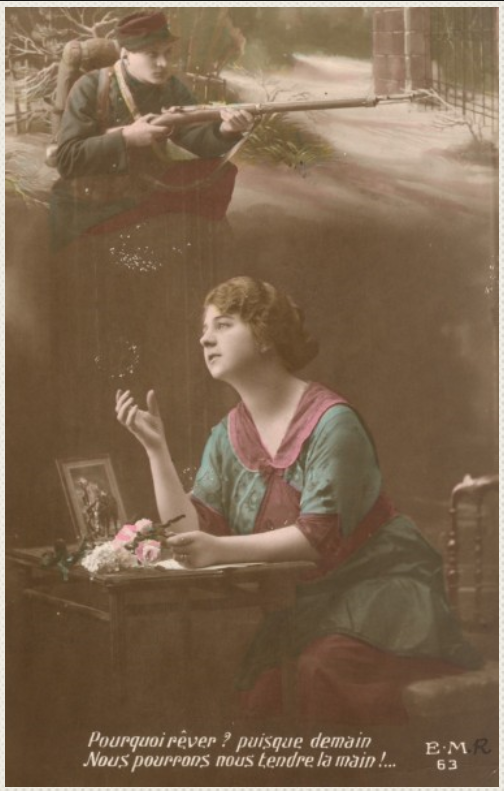 Pourquoi rêver ? puisque demain
Nous pourrons nous tendre la main !...
E·M·R
63